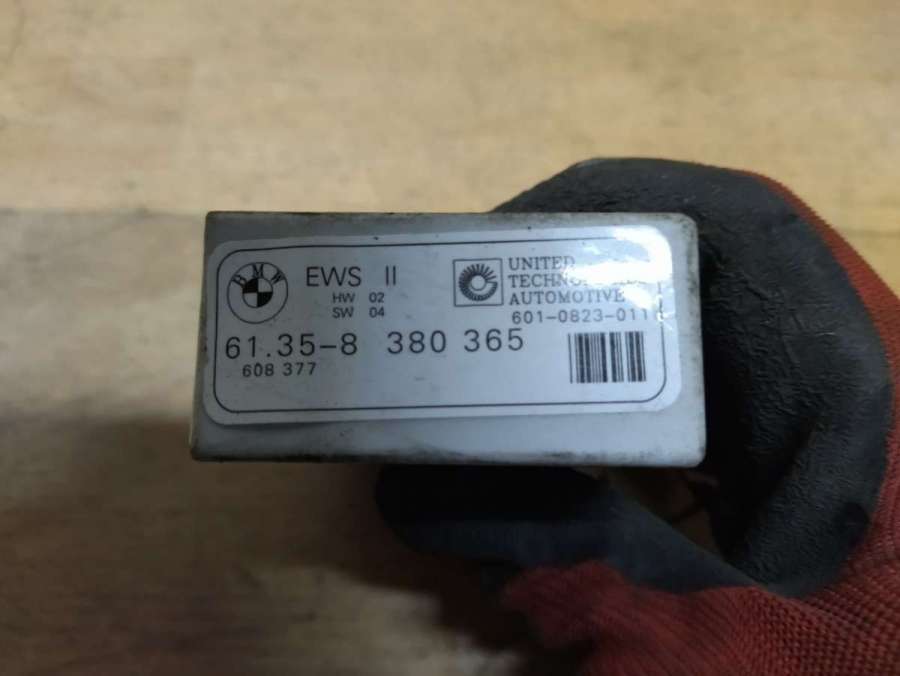 BMW
EWS II
HW 02
SW 04
UNITED
AUTOMOTIVE
601-0823-011
61.35-8 380 365
608 377